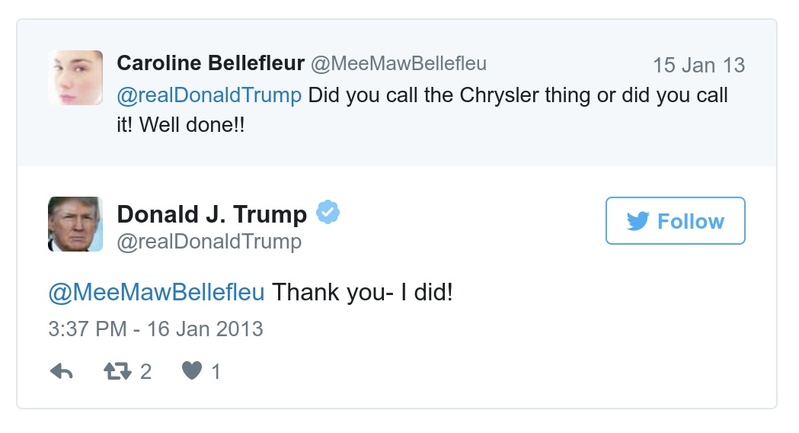 Caroline Bellefleur @MeeMawBellefleu 15 Jan 13
@realDonaldTrump Did you call the Chrysler thing or did you call
it! Well done!!
Donald J. Trump
@realDonaldTrump
Follow
@MeeMawBellefleu Thank you- I did!
3:37 PM - 16 Jan 2013
2 1